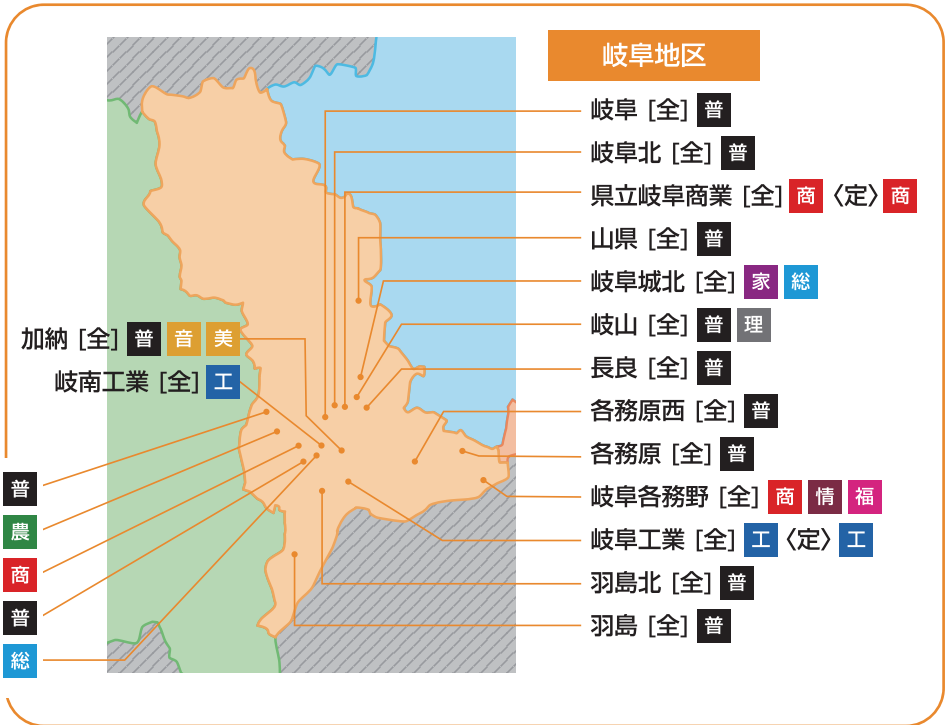 岐阜地区
岐阜 [全] 普
岐阜北 [全] 普
県立岐阜商業 [全] 商 〈定〉 商
山県 [全] 普
岐阜城北 [全] 家 総
岐山 [全] 普 理
長良 [全] 普
各務原西 [全] 普
各務原 [全] 普
岐阜各務野 [全] 商 情 福
岐阜工業 [全] 工 〈定〉 工
羽島北 [全] 普
羽島 [全] 普
加納 [全] 普 音 美
岐南工業 [全] 工
普
農
商
普
総